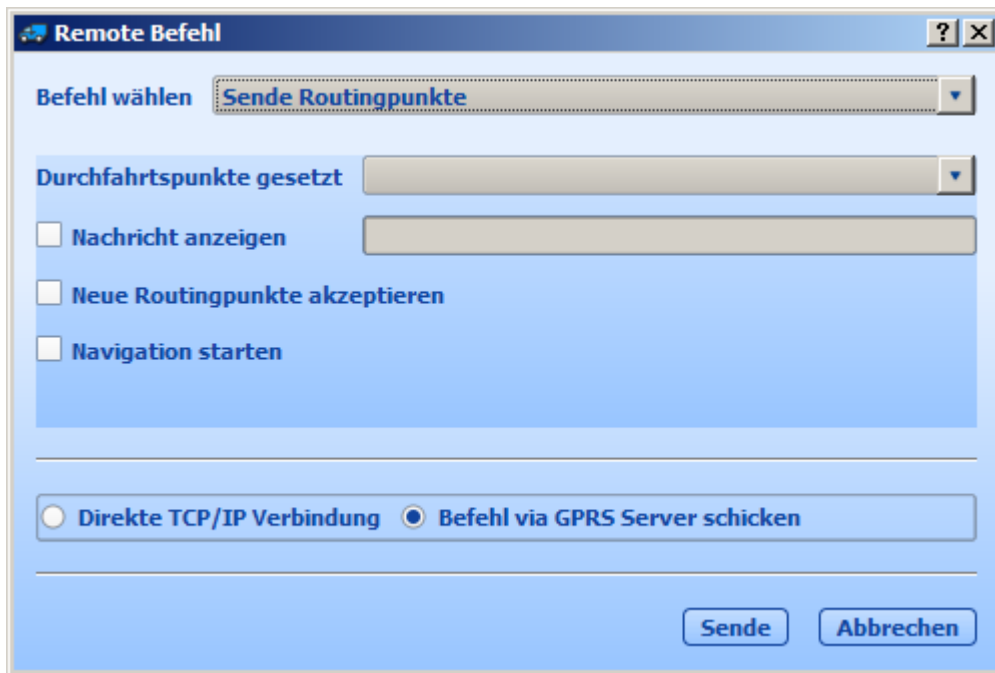 Remote Befehl
Befehl wählen Sende Routingpunkte
Durchfahrtspunkte gesetzt
Nachricht anzeigen
Neue Routingpunkte akzeptieren
Navigation starten
Direkte TCP/IP Verbindung Befehl via GPRS Server schicken
Sende Abbrechen